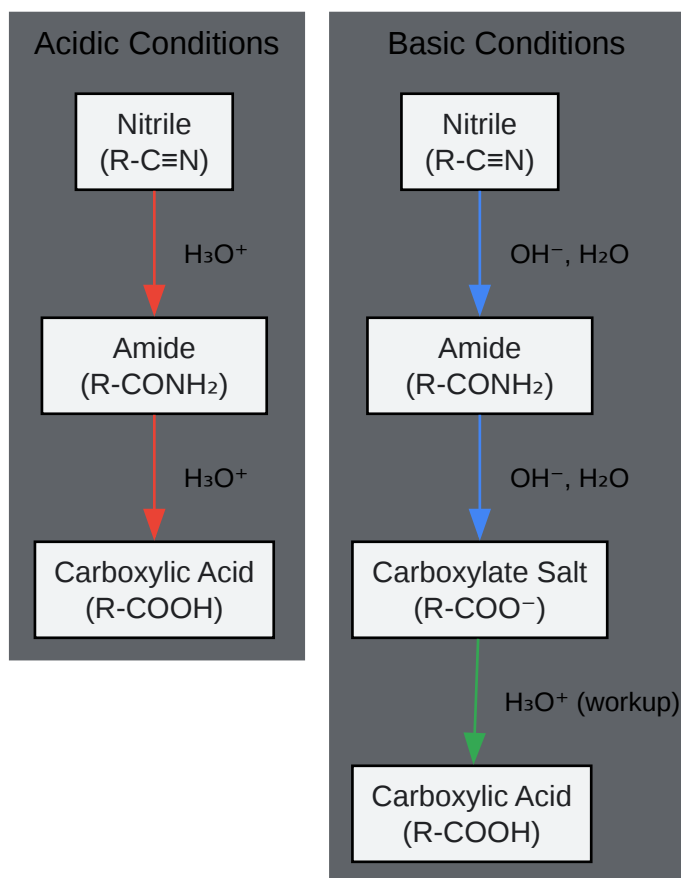 Acidic Conditions
Nitrile
(R-C≡N)
H₃O⁺
Amide
(R-CONH₂)
H₃O⁺
Carboxylic Acid
(R-COOH)
Basic Conditions
Nitrile
(R-C≡N)
OH⁻, H₂O
Amide
(R-CONH₂)
OH⁻, H₂O
Carboxylate Salt
(R-COO⁻)
H₃O⁺ (workup)
Carboxylic Acid
(R-COOH)